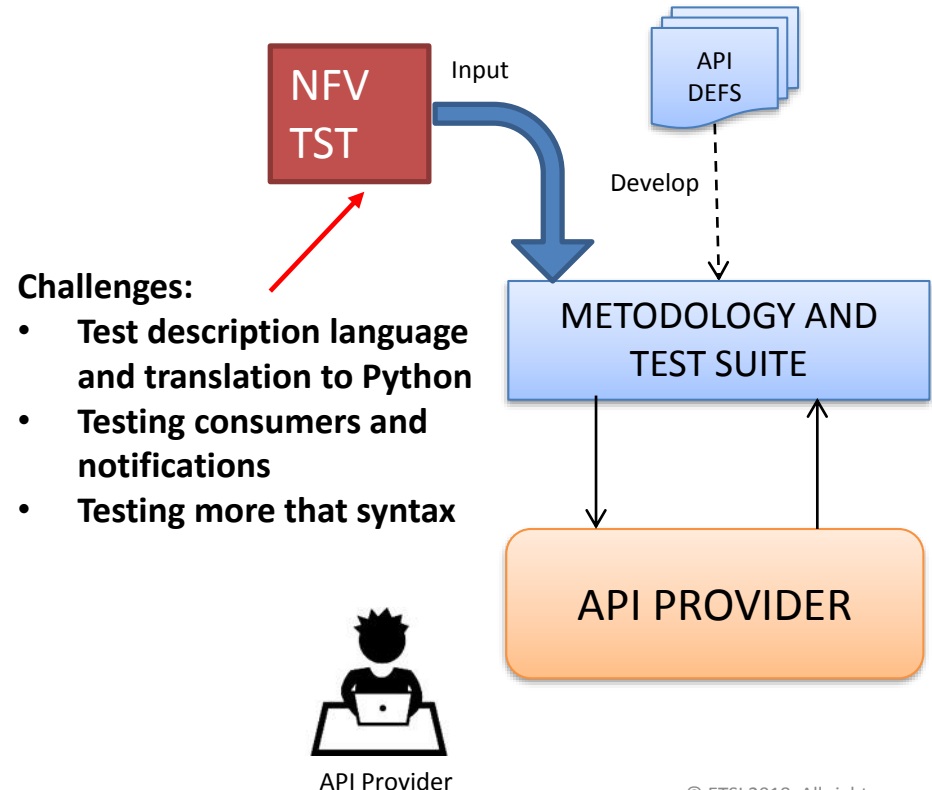 NFV
TST
Input
API
DEFS
Develop
Challenges:
• Test description language
and translation to Python
• Testing consumers and
notifications
• Testing more that syntax
METODOLOGY AND
TEST SUITE
API PROVIDER
API Provider